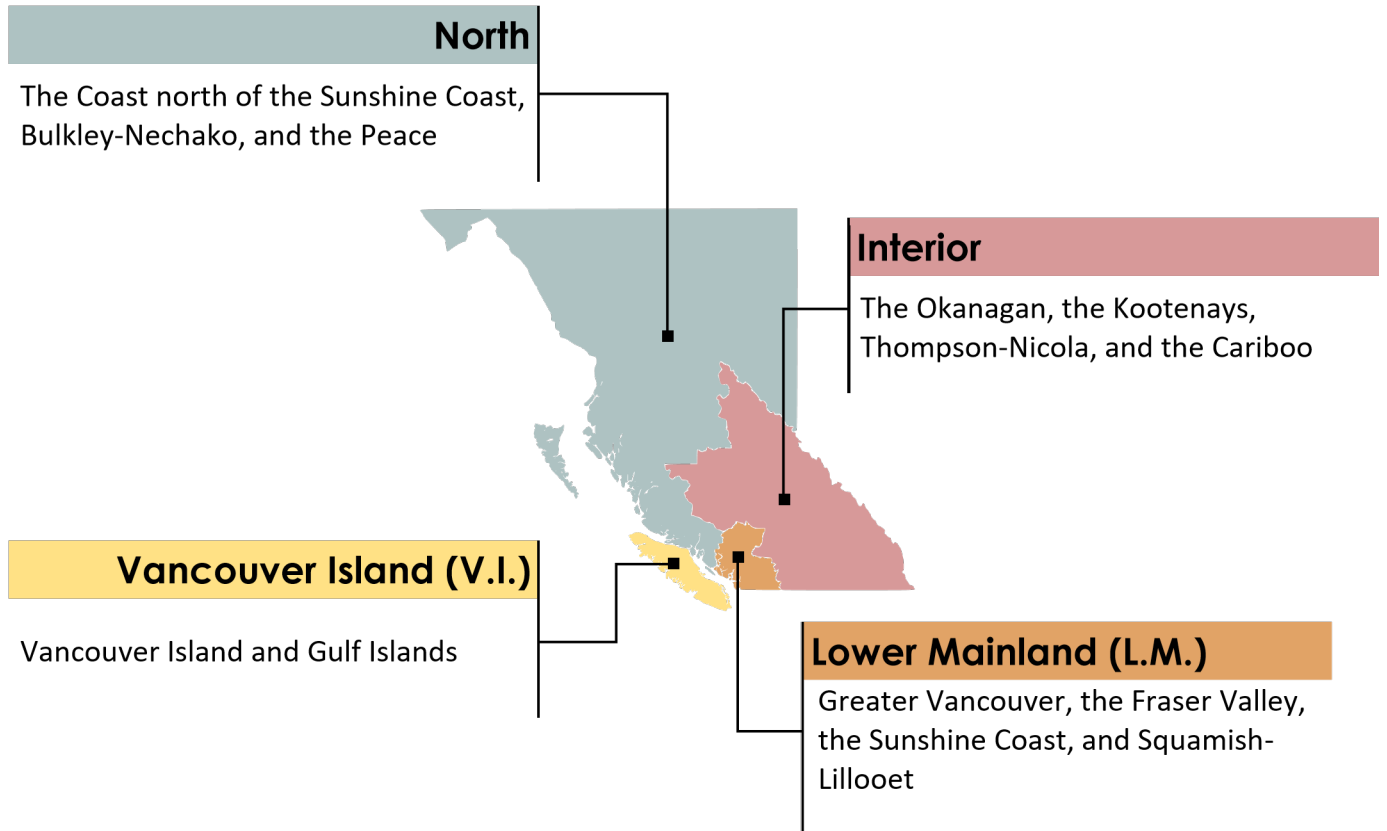 North
The Coast north of the Sunshine Coast,
Bulkley-Nechako, and the Peace
Interior
The Okanagan, the Kootenays,
Thompson-Nicola, and the Cariboo
Vancouver Island (V.I.)
Vancouver Island and Gulf Islands
Lower Mainland (L.M.)
Greater Vancouver, the Fraser Valley,
the Sunshine Coast, and Squamish-
Lillooet